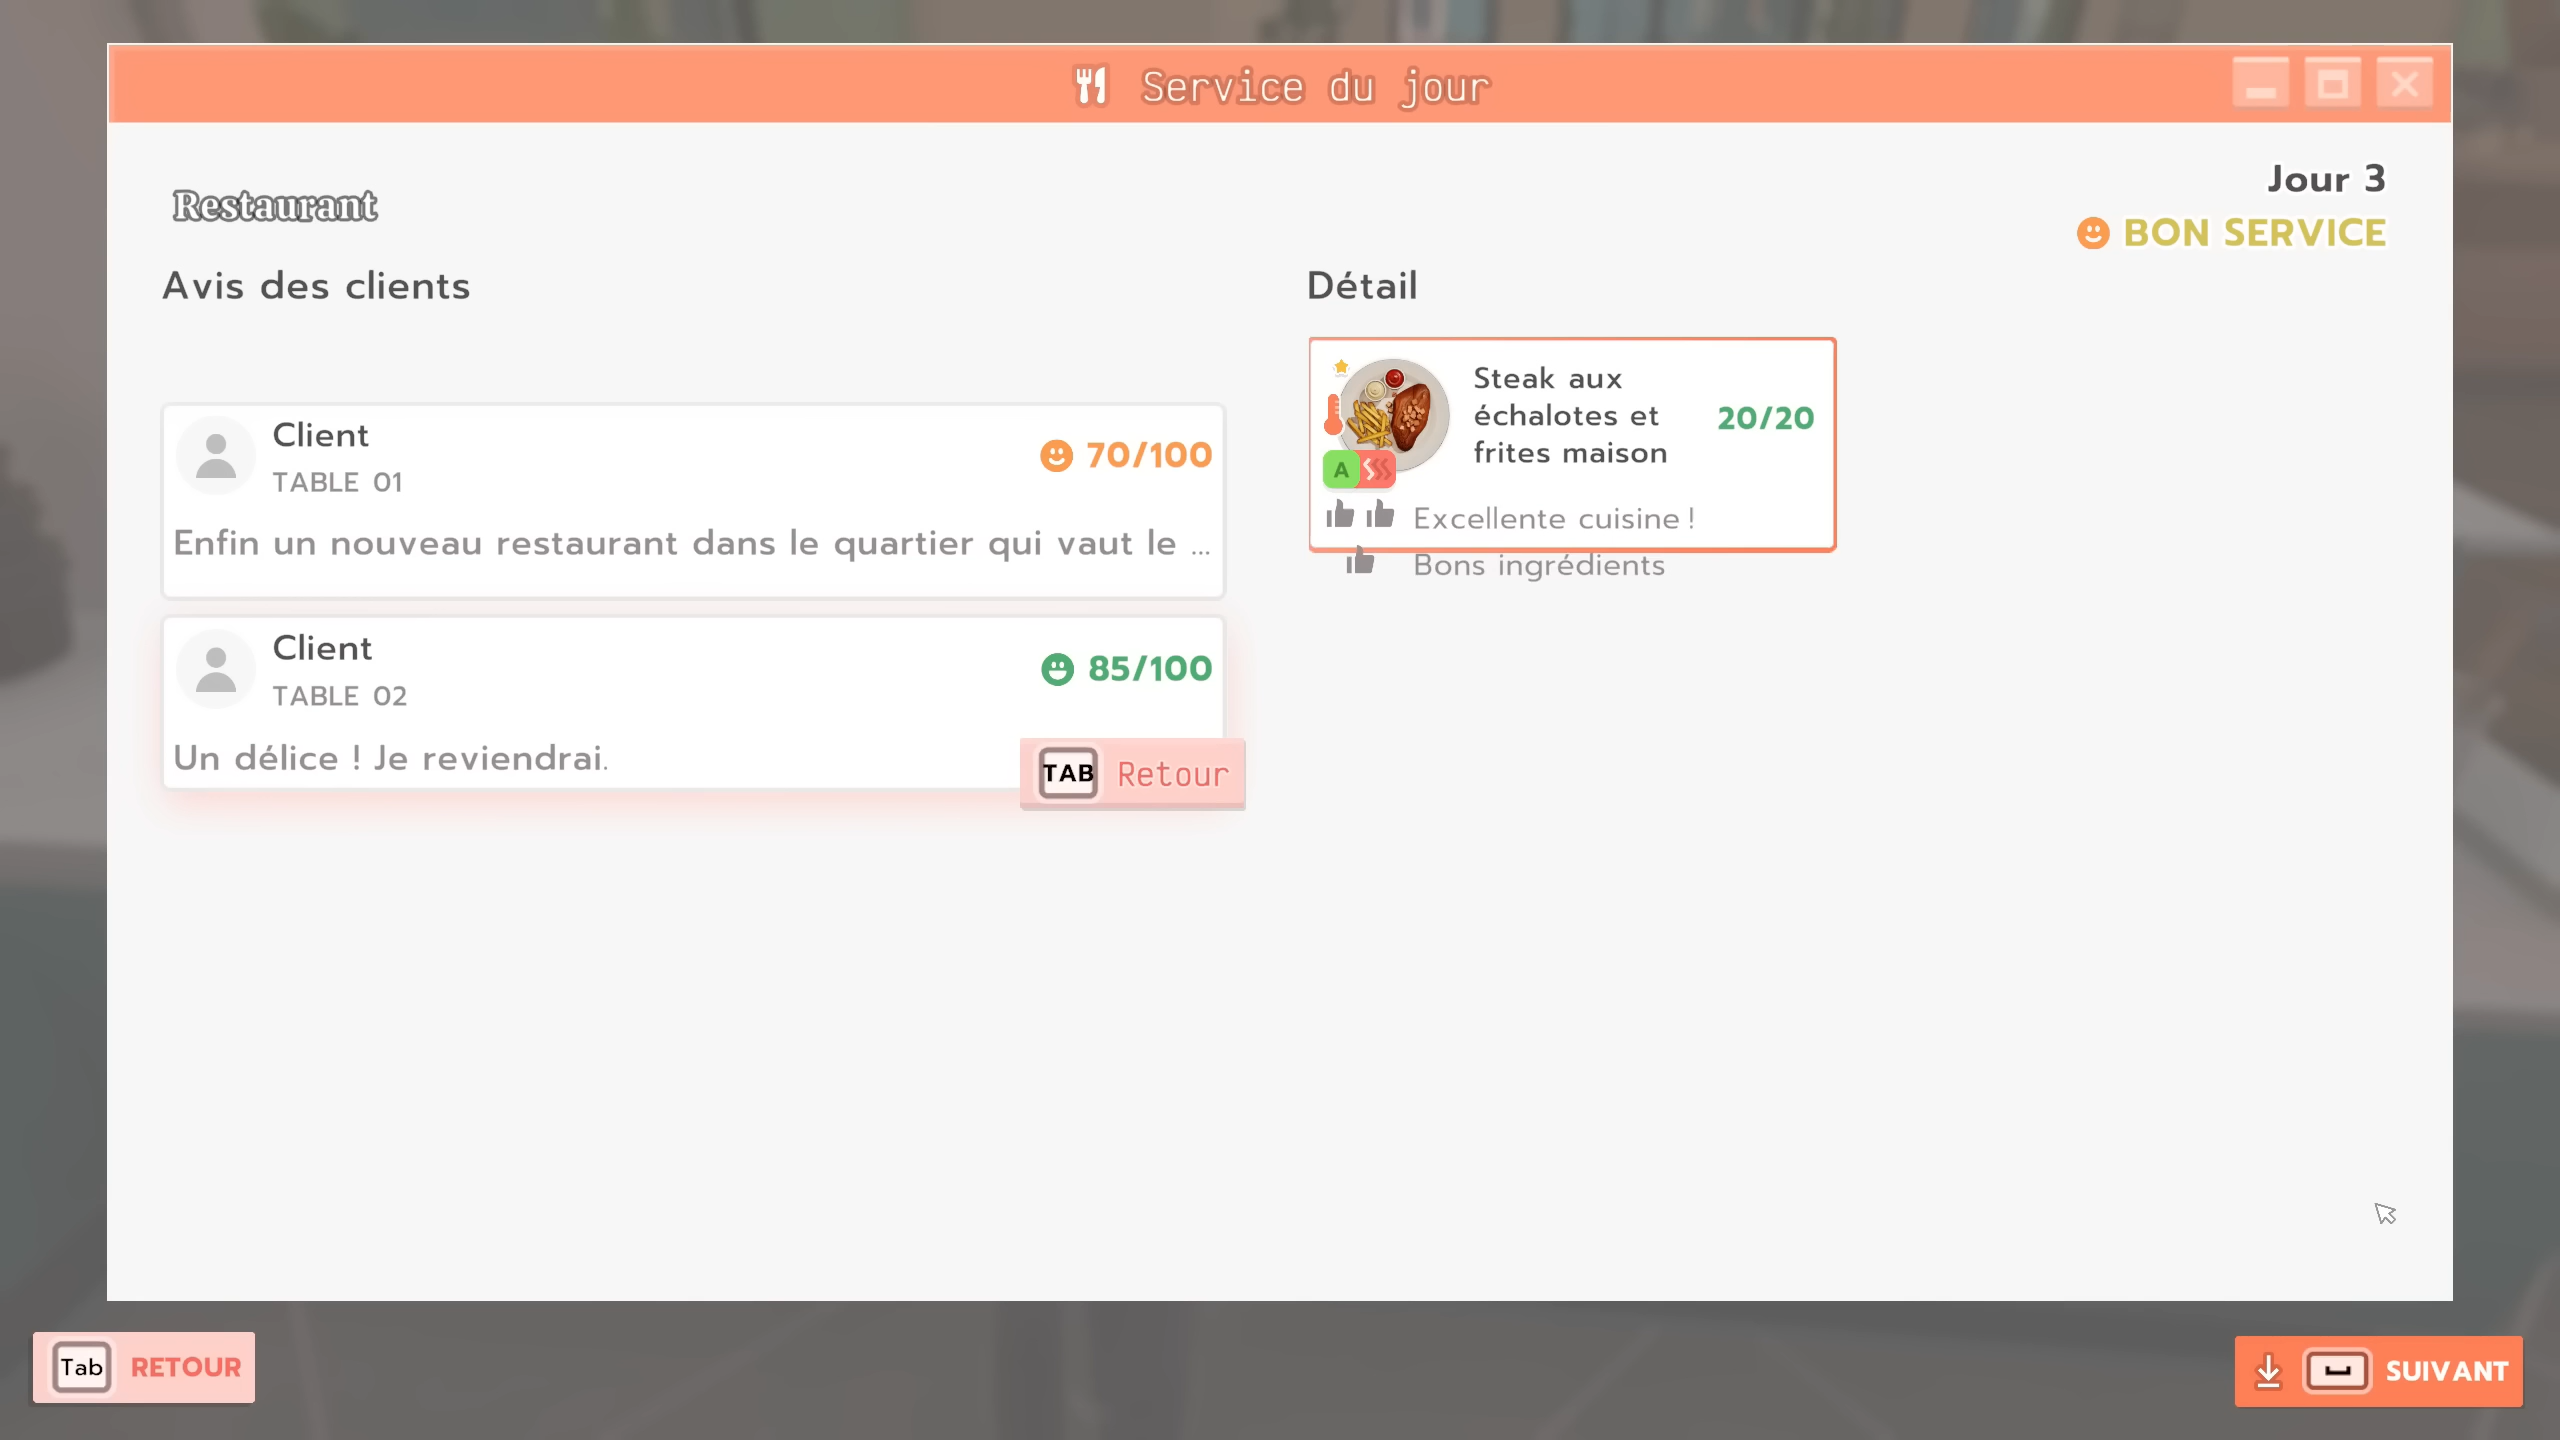 Service du jour
Restaurant
Jour 3
BON SERVICE
Avis des clients
Client
TABLE 01
70/100
Enfin un nouveau restaurant dans le quartier qui vaut le ...
Client
TABLE 02
85/100
Un délice ! Je reviendrai.
TAB Retour
Détail
Steak aux
échalotes et
frites maison
20/20
A
Excellente cuisine !
Bons ingrédients
Tab RETOUR
SUIVANT